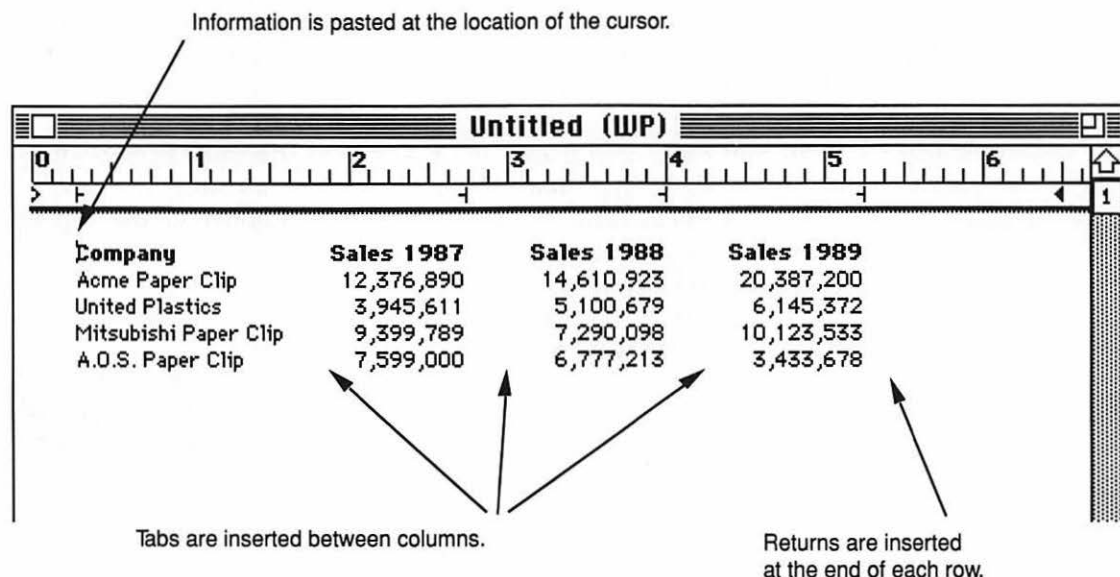 Information is pasted at the location of the cursor.
Untitled (WP)
0 1 2 3 4 5 6
1
Company Sales 1987 Sales 1988 Sales 1989
Acme Paper Clip 12,376,890 14,610,923 20,387,200
United Plastics 3,945,611 5,100,679 6,145,372
Mitsubishi Paper Clip 9,399,789 7,290,098 10,123,533
A.O.S. Paper Clip 7,599,000 6,777,213 3,433,678
Tabs are inserted between columns.
Returns are inserted
at the end of each row.